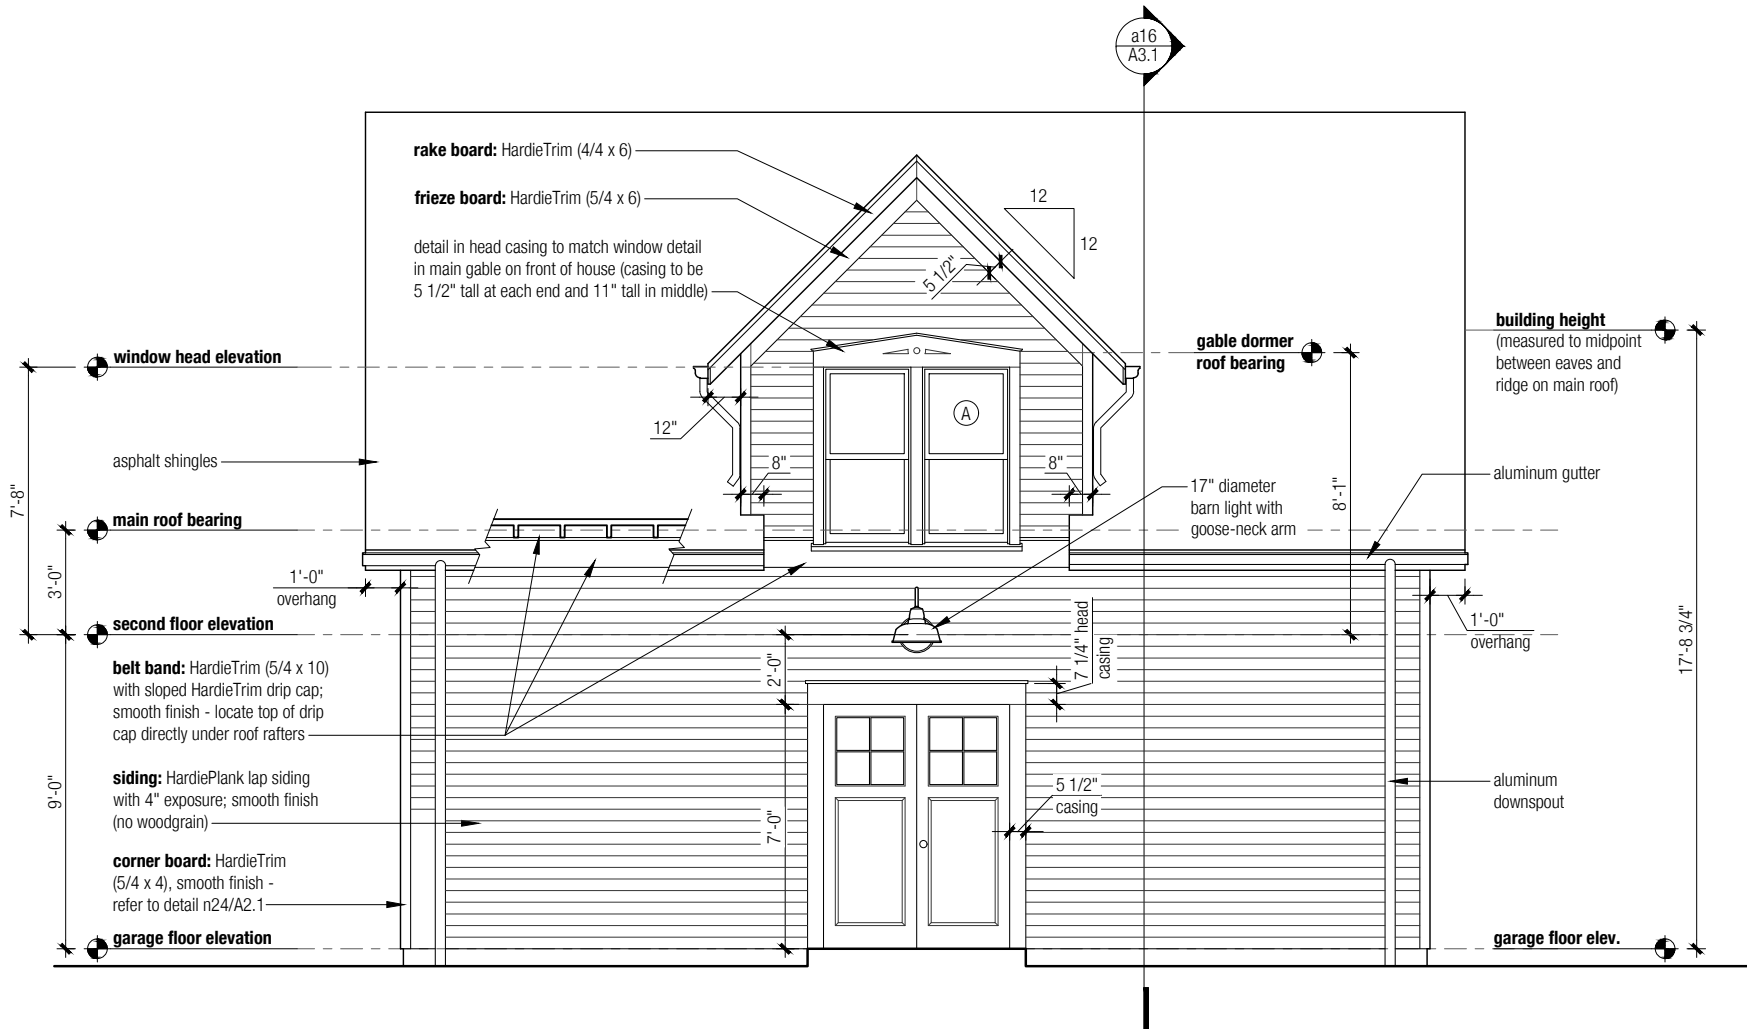 a16
A3.1
rake board: HardieTrim (4/4 x 6)
frieze board: HardieTrim (5/4 x 6)
detail in head casing to match window detail
in main gable on front of house (casing to be
5 1/2" tall at each end and 11" tall in middle)
12
12
5 1/2"
window head elevation
gable dormer
roof bearing
building height
(measured to midpoint
between eaves and
ridge on main roof)
A
12"
asphalt shingles
8"
8"
17" diameter
barn light with
goose-neck arm
aluminum gutter
7'-8"
8'-1"
main roof bearing
1'-0"
overhang
3'-0"
second floor elevation
1'-0"
overhang
7 1/4" head
casing
2'-0"
17'-8 3/4"
belt band: HardieTrim (5/4 x 10)
with sloped HardieTrim drip cap;
smooth finish - locate top of drip
cap directly under roof rafters
siding: HardiePlank lap siding
with 4" exposure; smooth finish
(no woodgrain)
9'-0"
7'-0"
5 1/2"
casing
aluminum
downspout
corner board: HardieTrim
(5/4 x 4), smooth finish -
refer to detail n24/A2.1
garage floor elevation
garage floor elev.